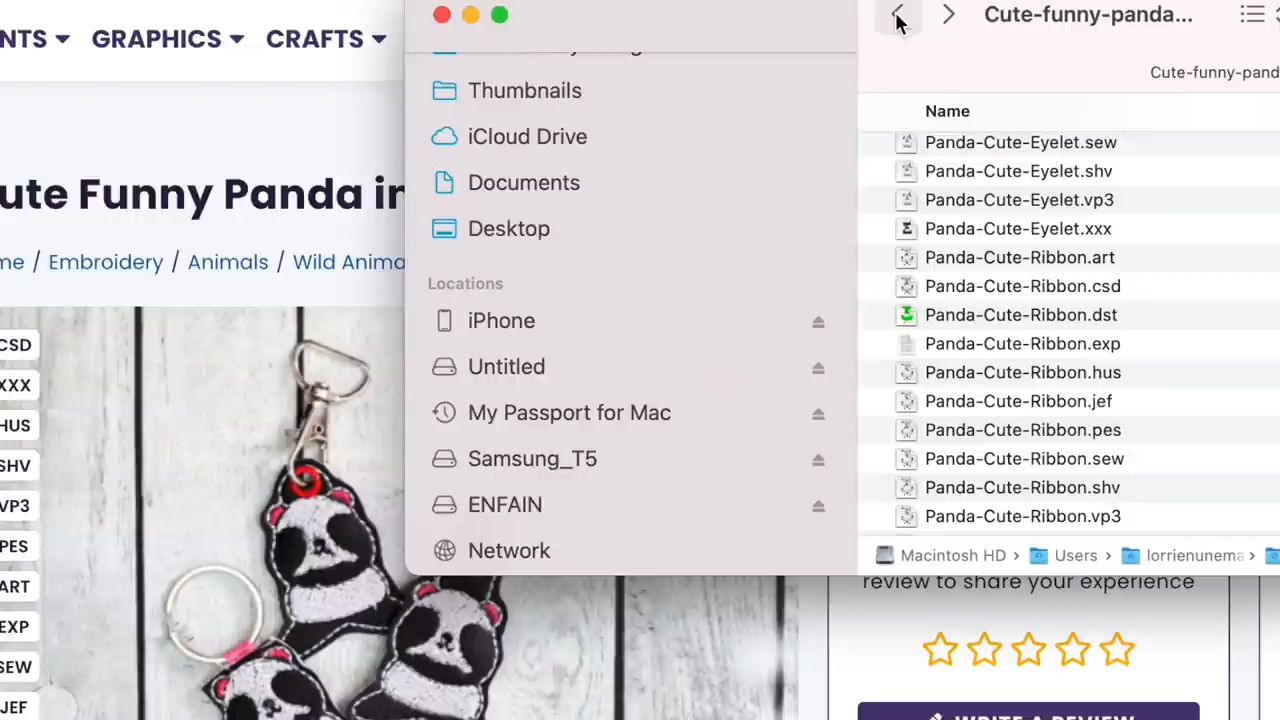 NTS GRAPHICS CRAFTS
ute Funny Panda in
me / Embroidery / Animals / Wild Anima
CSD
XXX
HUS
SHV
VP3
PES
ART
EXP
SEW
JEF
Thumbnails
iCloud Drive
Documents
Desktop
Locations
iPhone
Untitled
My Passport for Mac
Samsung_T5
ENFAIN
Network
Cute-funny-panda...
Cute-funny-pand
Name
Panda-Cute-Eyelet.sew
Panda-Cute-Eyelet.shv
Panda-Cute-Eyelet.vp3
Panda-Cute-Eyelet.xxx
Panda-Cute-Ribbon.art
Panda-Cute-Ribbon.csd
Panda-Cute-Ribbon.dst
Panda-Cute-Ribbon.exp
Panda-Cute-Ribbon.hus
Panda-Cute-Ribbon.jef
Panda-Cute-Ribbon.pes
Panda-Cute-Ribbon.sew
Panda-Cute-Ribbon.shv
Panda-Cute-Ribbon.vp3
Macintosh HD › Users › lorrienunema ›
review to share your experience
WRITE A REVIEW